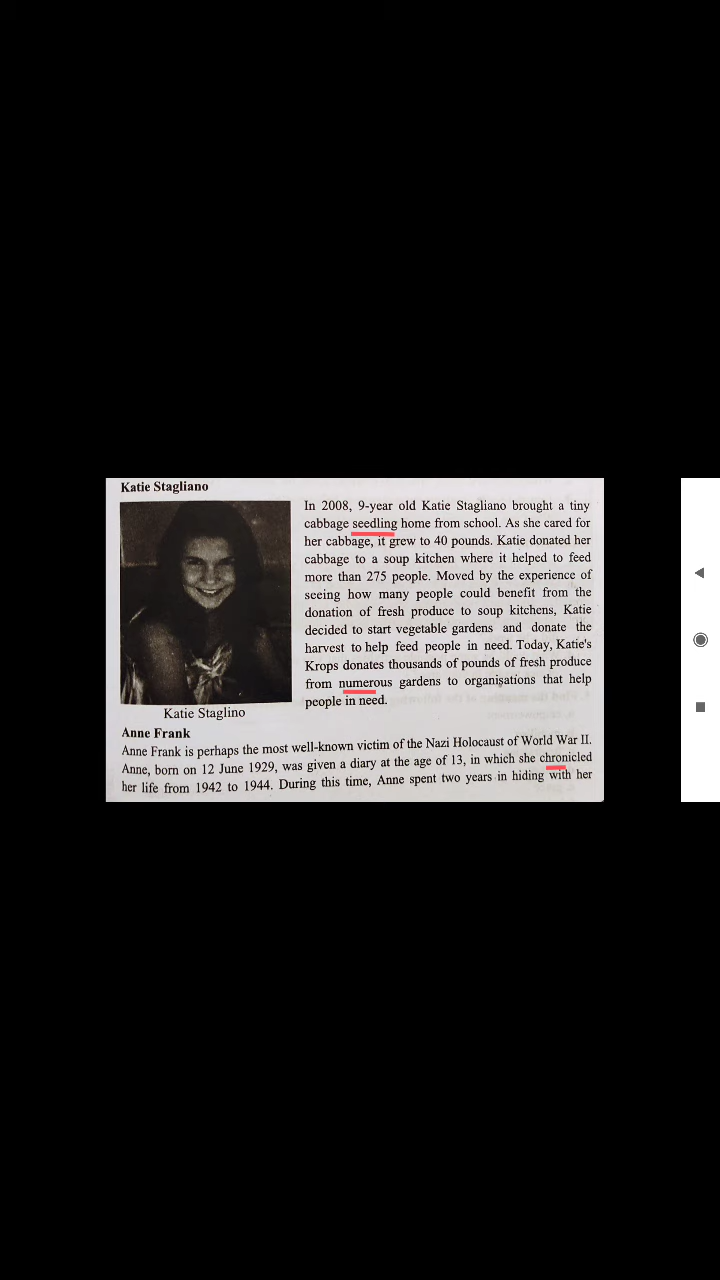 Katie Stagliano
In 2008, 9-year old Katie Stagliano brought a tiny
cabbage seedling home from school. As she cared for
her cabbage, it grew to 40 pounds. Katie donated her
cabbage to a soup kitchen where it helped to feed
more than 275 people. Moved by the experience of
seeing how many people could benefit from the
donation of fresh produce to soup kitchens, Katie
decided to start vegetable gardens and donate the
harvest to help feed people in need. Today, Katie's
Krops donates thousands of pounds of fresh produce
from numerous gardens to organisations that help
people in need.
Katie Staglino
Anne Frank
Anne Frank is perhaps the most well-known victim of the Nazi Holocaust of World War II.
Anne, born on 12 June 1929, was given a diary at the age of 13, in which she chronicled
her life from 1942 to 1944. During this time, Anne spent two years in hiding with her